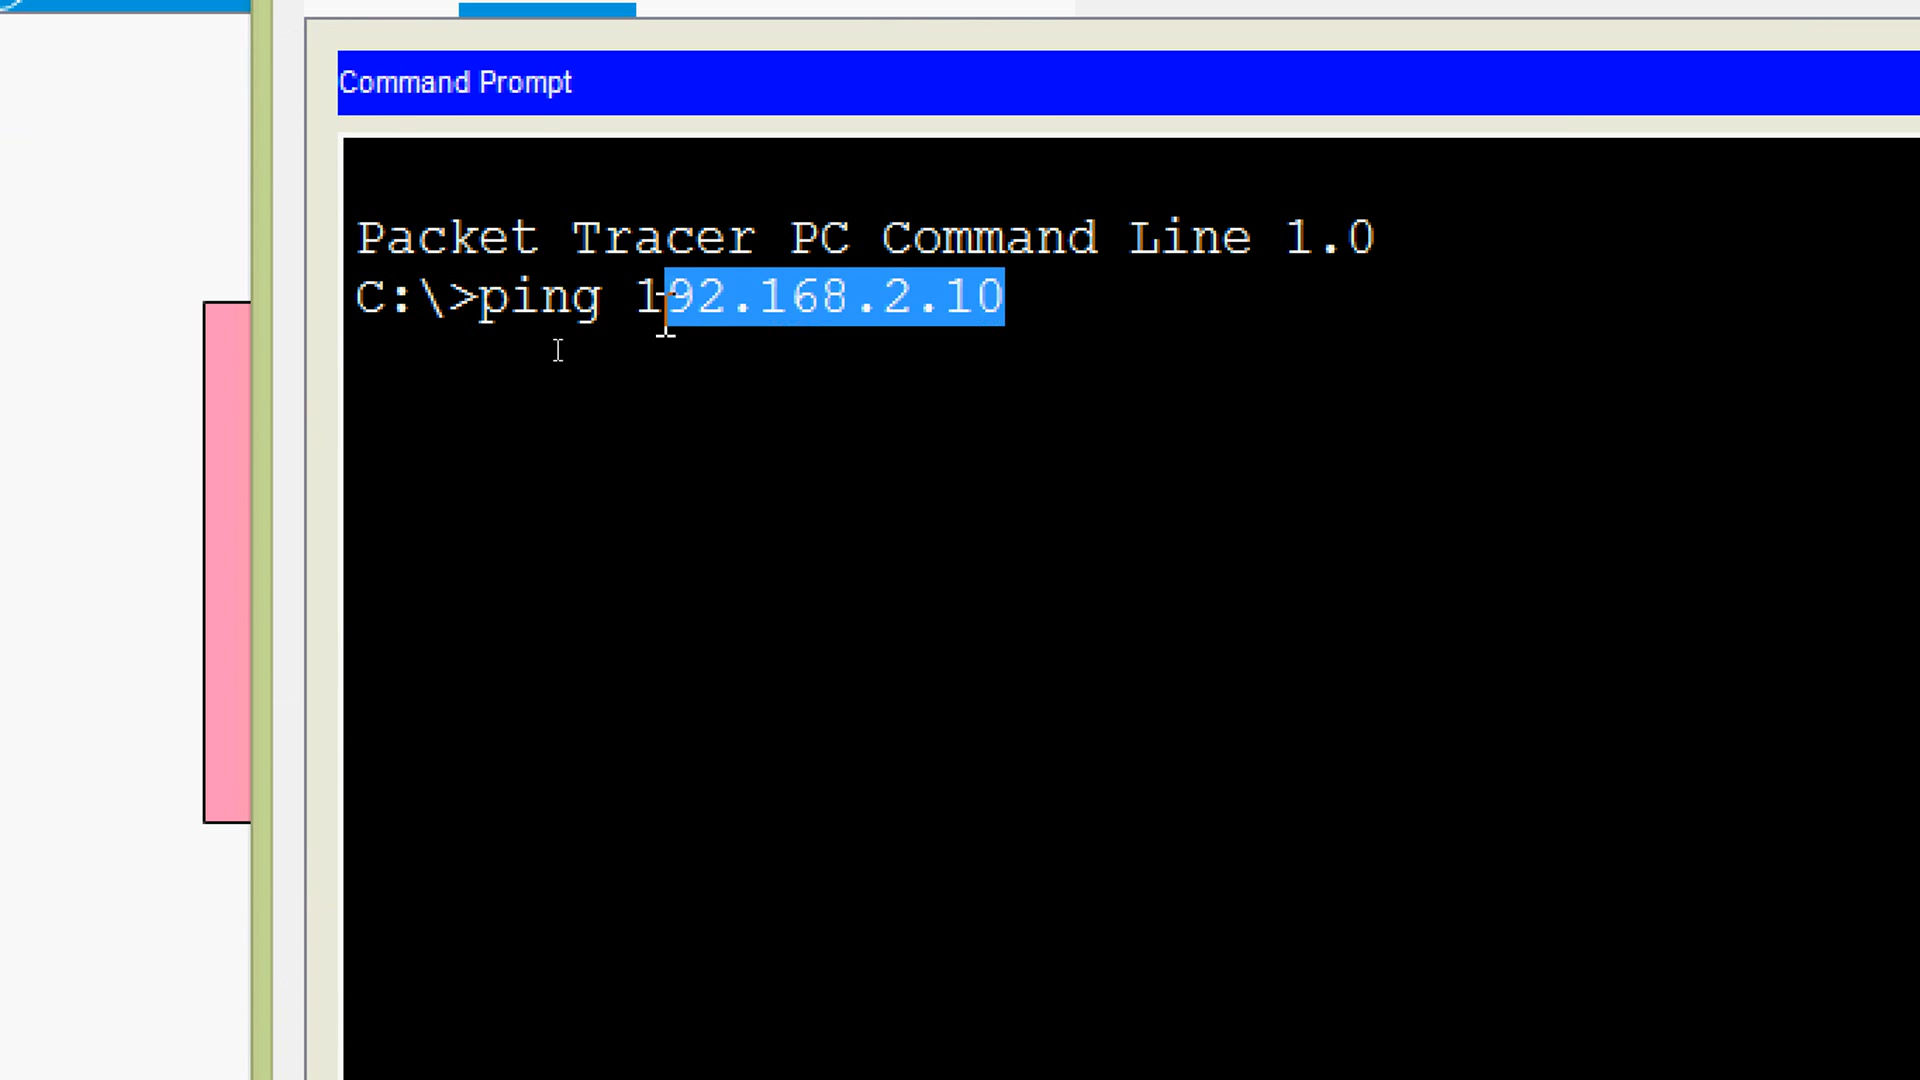 Command Prompt
Packet Tracer PC Command Line 1.0
C:\>ping 192.168.2.10